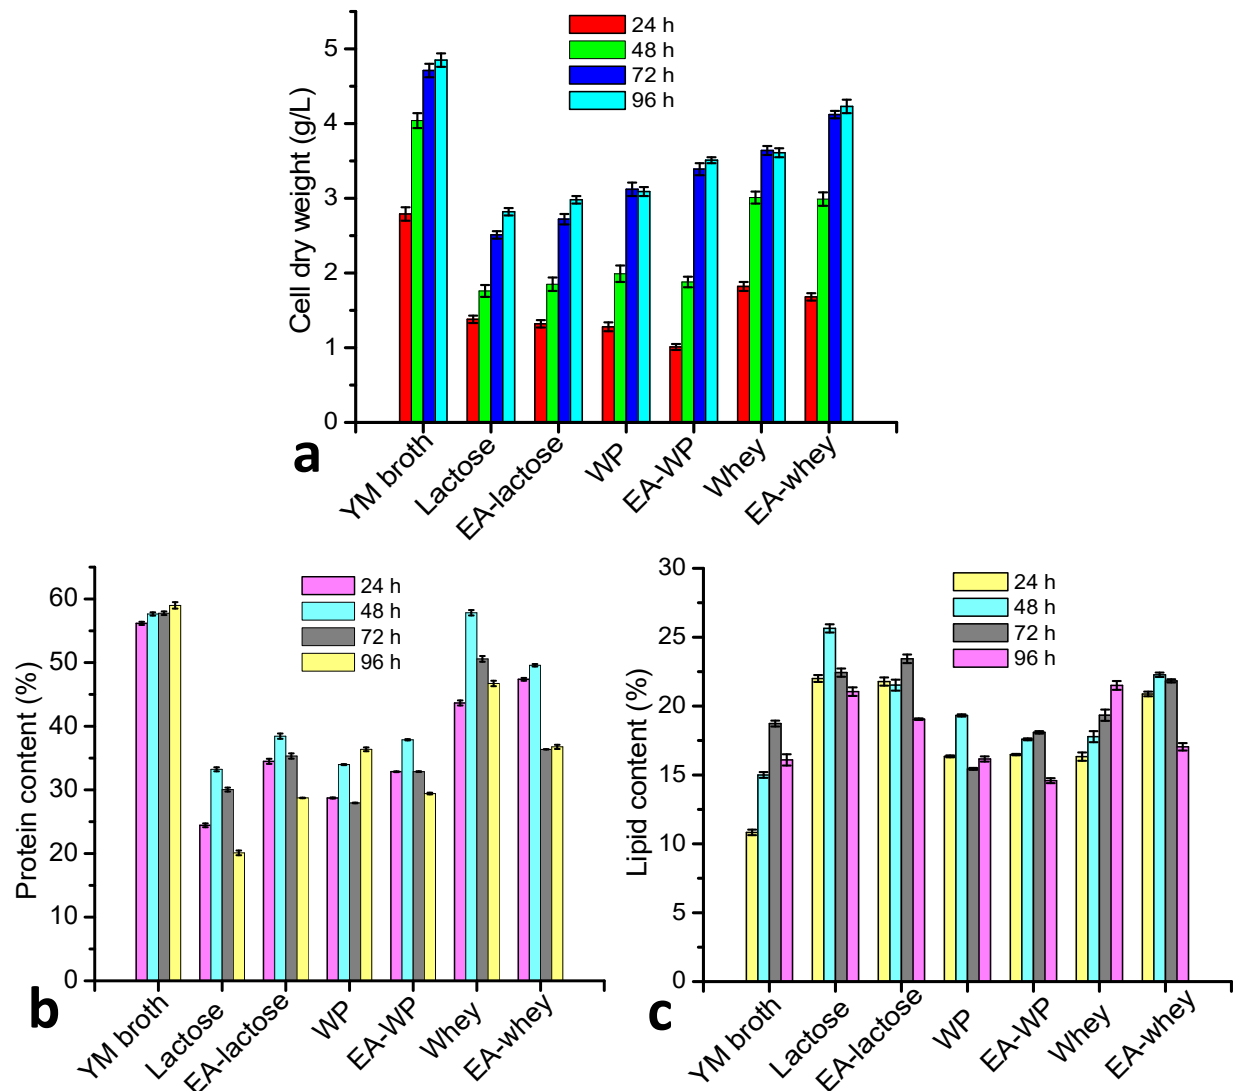 24 h
48 h
72 h
96 h
Cell dry weight (g/L)
5
4
3
2
1
0
YM broth
Lactose
EA-lactose
WP
EA-WP
Whey
EA-whey
a
24 h
48 h
72 h
96 h
Protein content (%)
60
50
40
30
20
10
0
YM broth
Lactose
EA-lactose
WP
EA-WP
Whey
EA-whey
b
24 h
48 h
72 h
96 h
Lipid content (%)
30
25
20
15
10
5
0
YM broth
Lactose
EA-lactose
WP
EA-WP
Whey
EA-whey
c